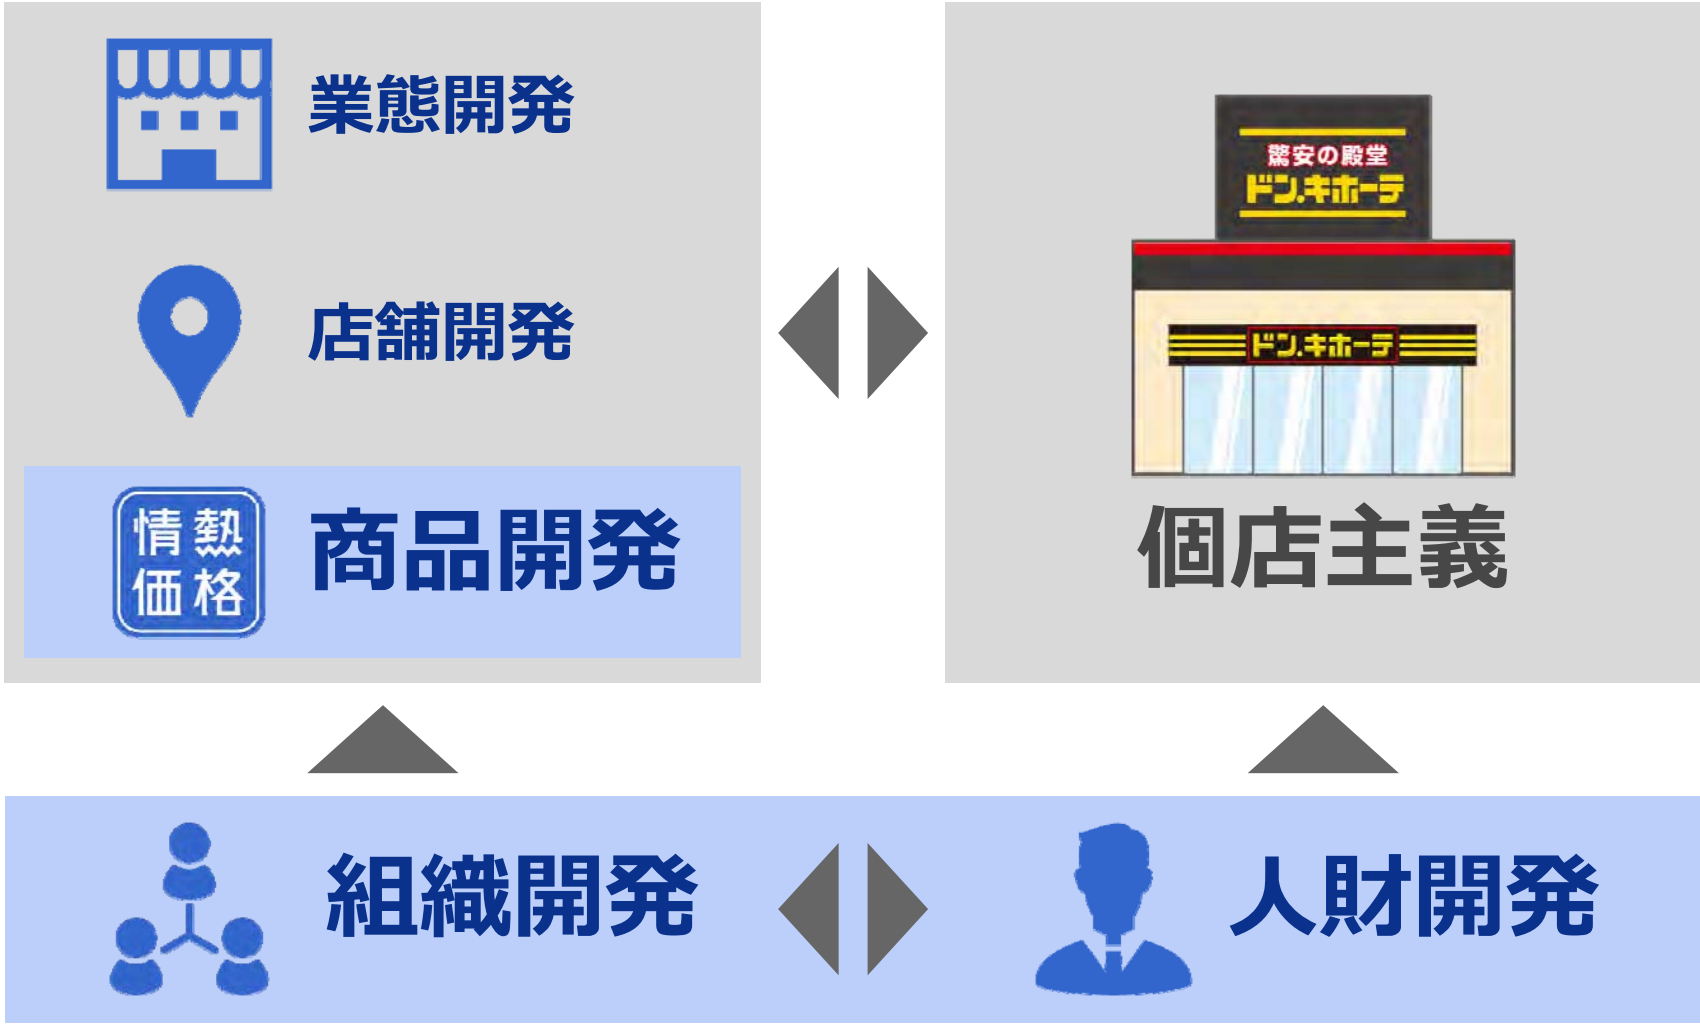 業態開発
店舗開発
情熱
価格
商品開発
驚安の殿堂
ドン.キホーテ
ドン.キホーテ
個店主義
組織開発
人財開発